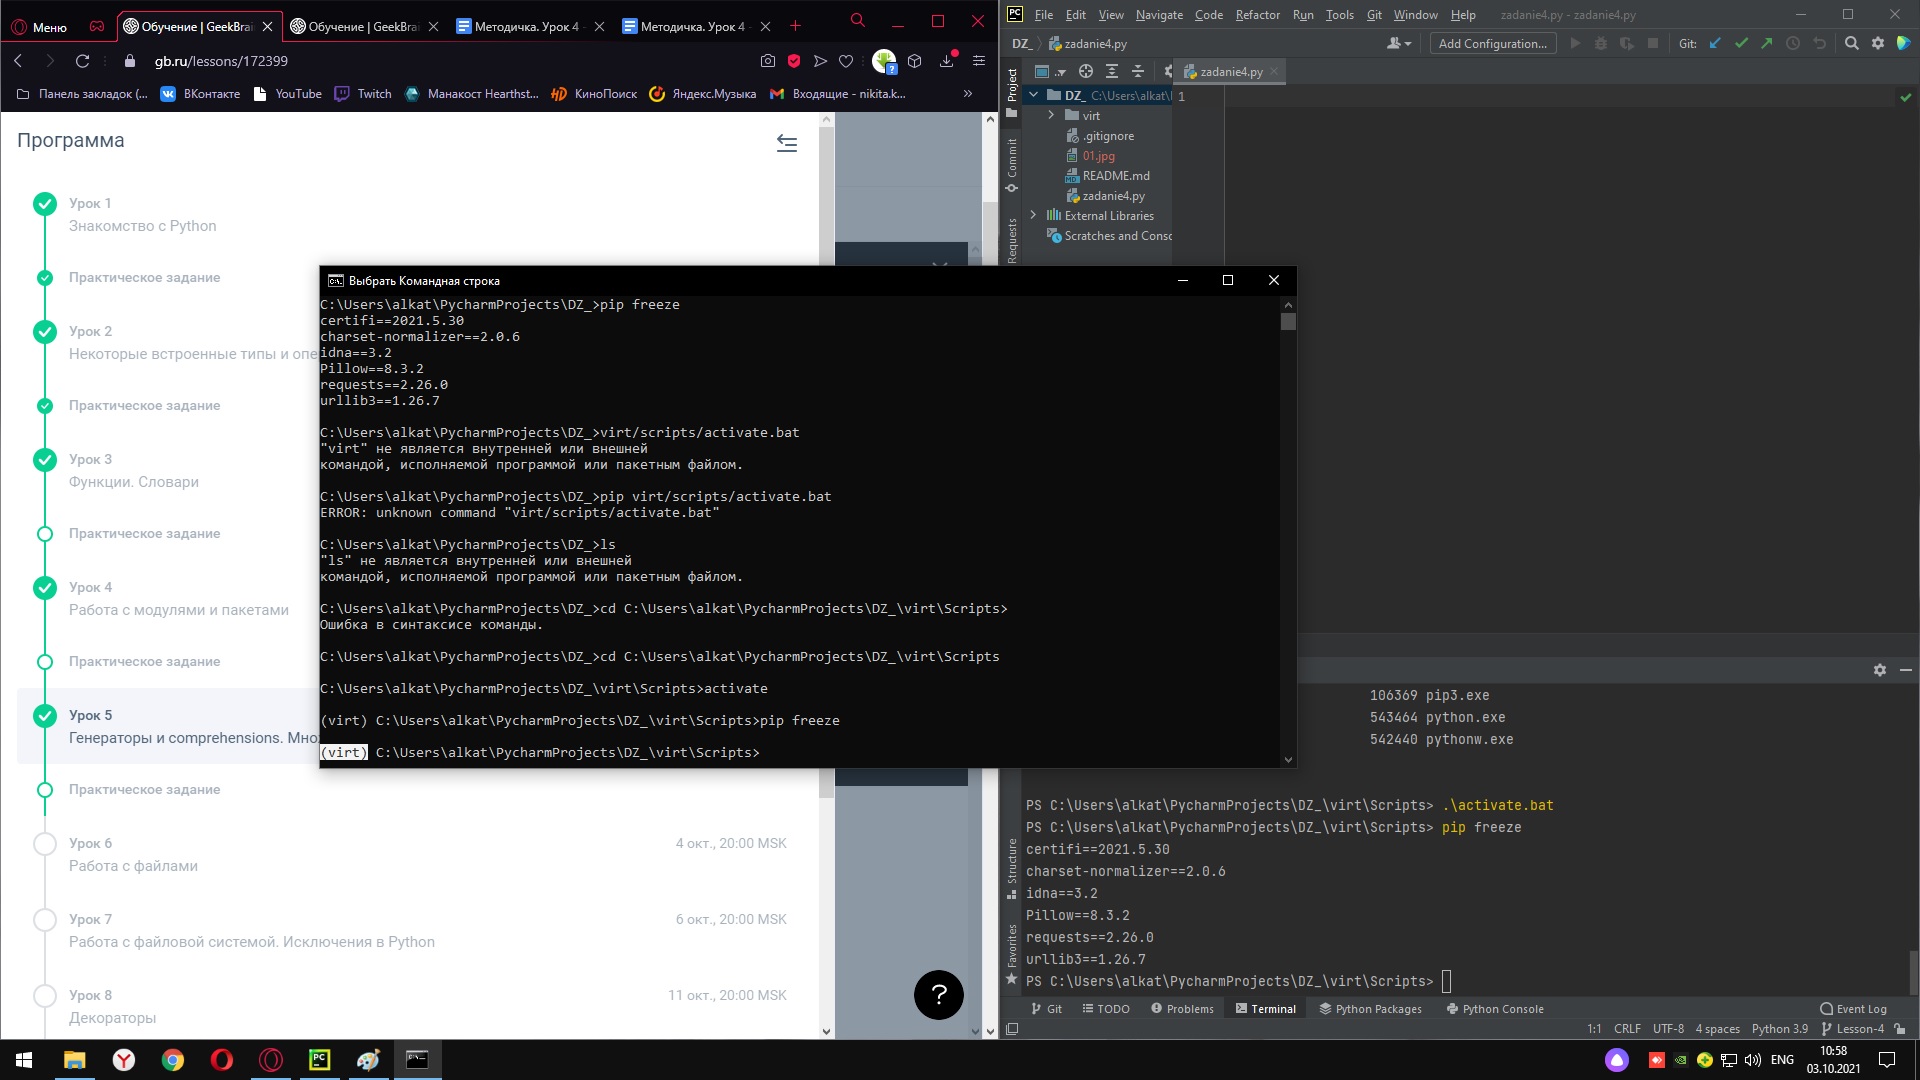 Меню
Обучение | GeekBrai
Обучение | GeekBrai
Методичка. Урок 4 -
Методичка. Урок 4 -
gb.ru/lessons/172399
Панель закладок (...
ВКонтакте
YouTube
Twitch
Манакост Hearthst...
КиноПоиск
Яндекс.Музыка
Входящие - nikita.k...
Программа
Урок 1
Знакомство с Python
Практическое задание
Урок 2
Некоторые встроенные типы и опе
Практическое задание
Урок 3
Функции. Словари
Практическое задание
Урок 4
Работа с модулями и пакетами
Практическое задание
Урок 5
Генераторы и comprehensions. Мно
Практическое задание
Урок 6
4 окт., 20:00 MSK
Работа с файлами
Урок 7
6 окт., 20:00 MSK
Работа с файловой системой. Исключения в Python
Урок 8
11 окт., 20:00 MSK
Декораторы
?
Выбрать Командная строка
C:\Users\alkat\PycharmProjects\DZ_>pip freeze
certifi==2021.5.30
charset-normalizer==2.0.6
idna==3.2
Pillow==8.3.2
requests==2.26.0
urllib3==1.26.7
C:\Users\alkat\PycharmProjects\DZ_>virt/scripts/activate.bat
"virt" не является внутренней или внешней
командой, исполняемой программой или пакетным файлом.
C:\Users\alkat\PycharmProjects\DZ_>pip virt/scripts/activate.bat
ERROR: unknown command "virt/scripts/activate.bat"
C:\Users\alkat\PycharmProjects\DZ_>ls
"ls" не является внутренней или внешней
командой, исполняемой программой или пакетным файлом.
C:\Users\alkat\PycharmProjects\DZ_>cd C:\Users\alkat\PycharmProjects\DZ_\virt\Scripts>
Ошибка в синтаксисе команды.
C:\Users\alkat\PycharmProjects\DZ_>cd C:\Users\alkat\PycharmProjects\DZ_\virt\Scripts
C:\Users\alkat\PycharmProjects\DZ_\virt\Scripts>activate
(virt) C:\Users\alkat\PycharmProjects\DZ_\virt\Scripts>pip freeze
(virt) C:\Users\alkat\PycharmProjects\DZ_\virt\Scripts>
File Edit View Navigate Code Refactor Run Tools Git Window Help zadanie4.py - zadanie4.py
DZ_ zadanie4.py
Add Configuration...
Git:
Project
Commit
Requests
Structure
Favorites
zadanie4.py
1
DZ_ C:\Users\alkat\
virt
.gitignore
01.jpg
README.md
zadanie4.py
External Libraries
Scratches and Conso
106369 pip3.exe
543464 python.exe
542440 pythonw.exe
PS C:\Users\alkat\PycharmProjects\DZ_\virt\Scripts> .\activate.bat
PS C:\Users\alkat\PycharmProjects\DZ_\virt\Scripts> pip freeze
certifi==2021.5.30
charset-normalizer==2.0.6
idna==3.2
Pillow==8.3.2
requests==2.26.0
urllib3==1.26.7
PS C:\Users\alkat\PycharmProjects\DZ_\virt\Scripts>
Git TODO Problems Terminal Python Packages Python Console Event Log
1:1 CRLF UTF-8 4 spaces Python 3.9 Lesson-4
ENG
10:58
03.10.2021